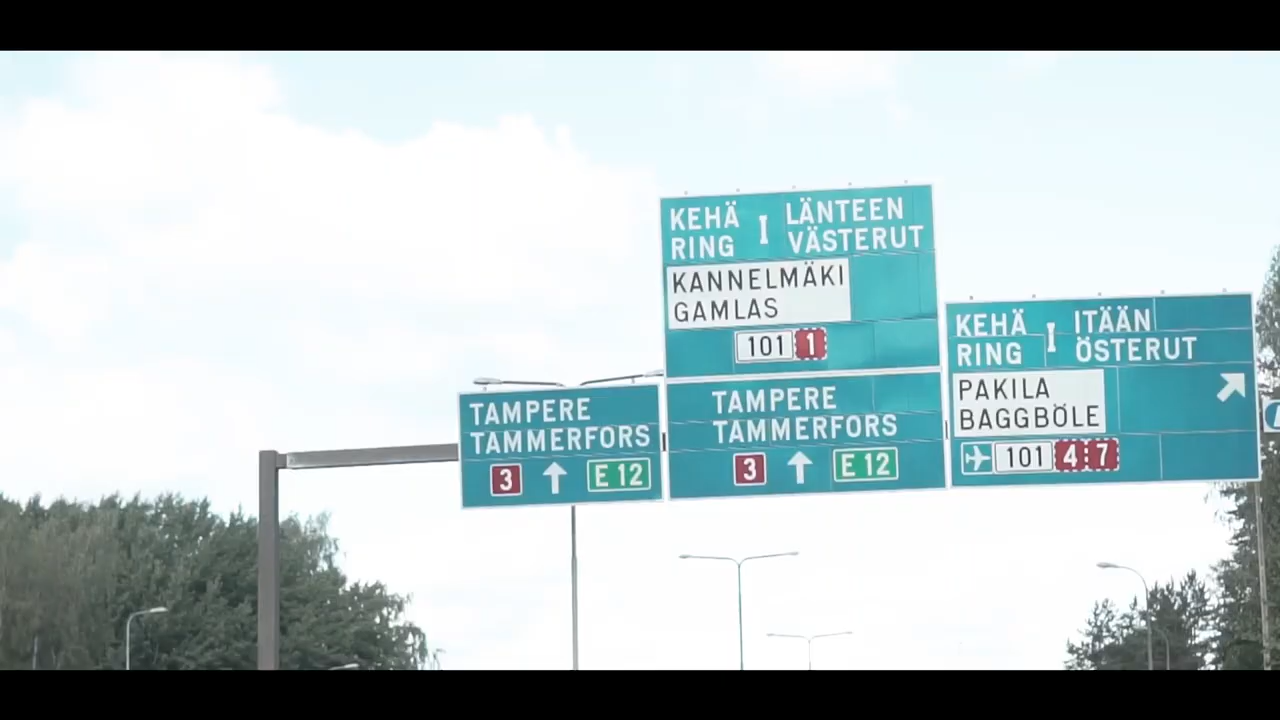 TAMPERE
TAMMERFORS
3 E 12
KEHÄ I LÄNTEEN
RING VÄSTERUT
KANNELMÄKI
GAMLAS
101 1
TAMPERE
TAMMERFORS
3 E 12
KEHÄ I ITÄÄN
RING ÖSTERUT
PAKILA
BAGGBÖLE
101 4 7